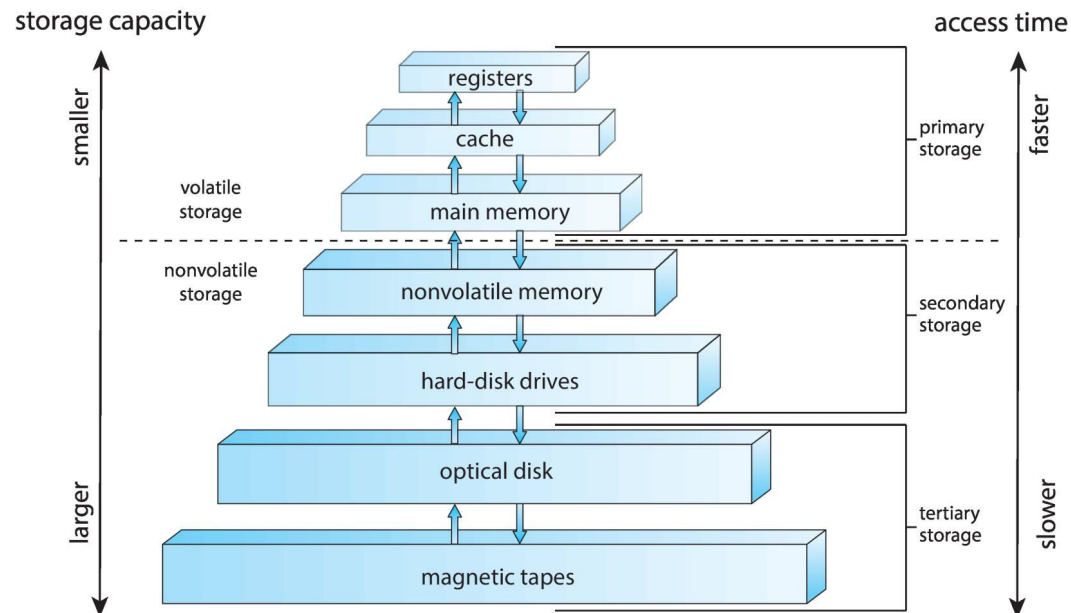 storage capacity
access time
smaller
faster
registers
cache
primary
storage
volatile
storage
main memory
nonvolatile
storage
nonvolatile memory
secondary
storage
hard-disk drives
optical disk
larger
slower
tertiary
storage
magnetic tapes